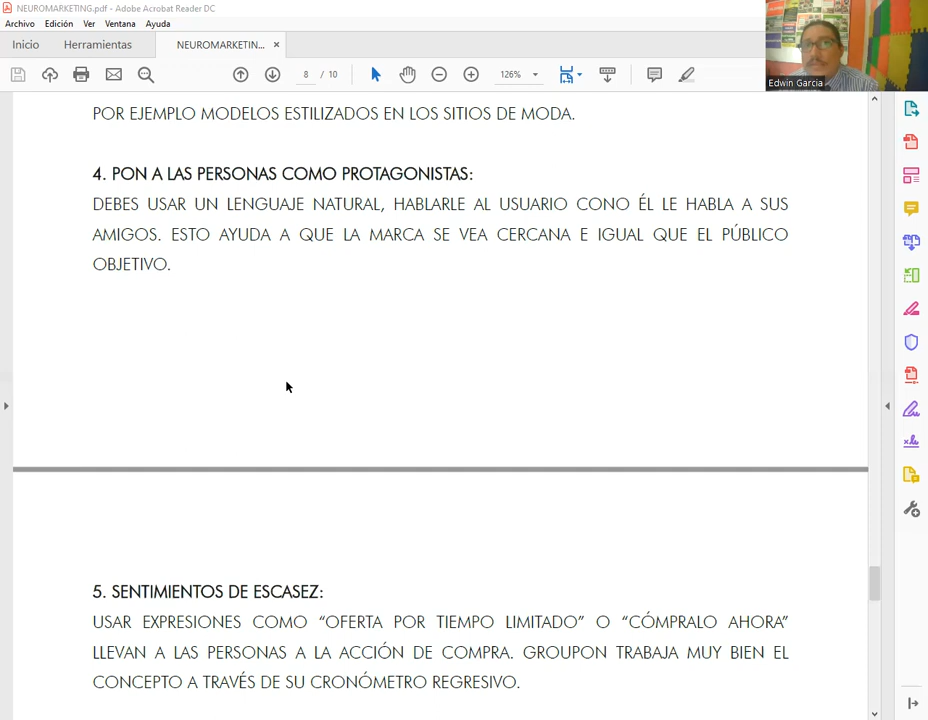 NEUROMARKETING.pdf - Adobe Acrobat Reader DC
Archivo Edición Ver Ventana Ayuda
Inicio Herramientas NEUROMARKETIN... ×
8 / 10 126%
Edwin Garcia
POR EJEMPLO MODELOS ESTILIZADOS EN LOS SITIOS DE MODA.
4. PON A LAS PERSONAS COMO PROTAGONISTAS:
DEBES USAR UN LENGUAJE NATURAL, HABLARLE AL USUARIO CONO ÉL LE HABLA A SUS
AMIGOS. ESTO AYUDA A QUE LA MARCA SE VEA CERCANA E IGUAL QUE EL PÚBLICO
OBJETIVO.
5. SENTIMIENTOS DE ESCASEZ:
USAR EXPRESIONES COMO “OFERTA POR TIEMPO LIMITADO” O “CÓMPRALO AHORA”
LLEVAN A LAS PERSONAS A LA ACCIÓN DE COMPRA. GROUPON TRABAJA MUY BIEN EL
CONCEPTO A TRAVÉS DE SU CRONÓMETRO REGRESIVO.